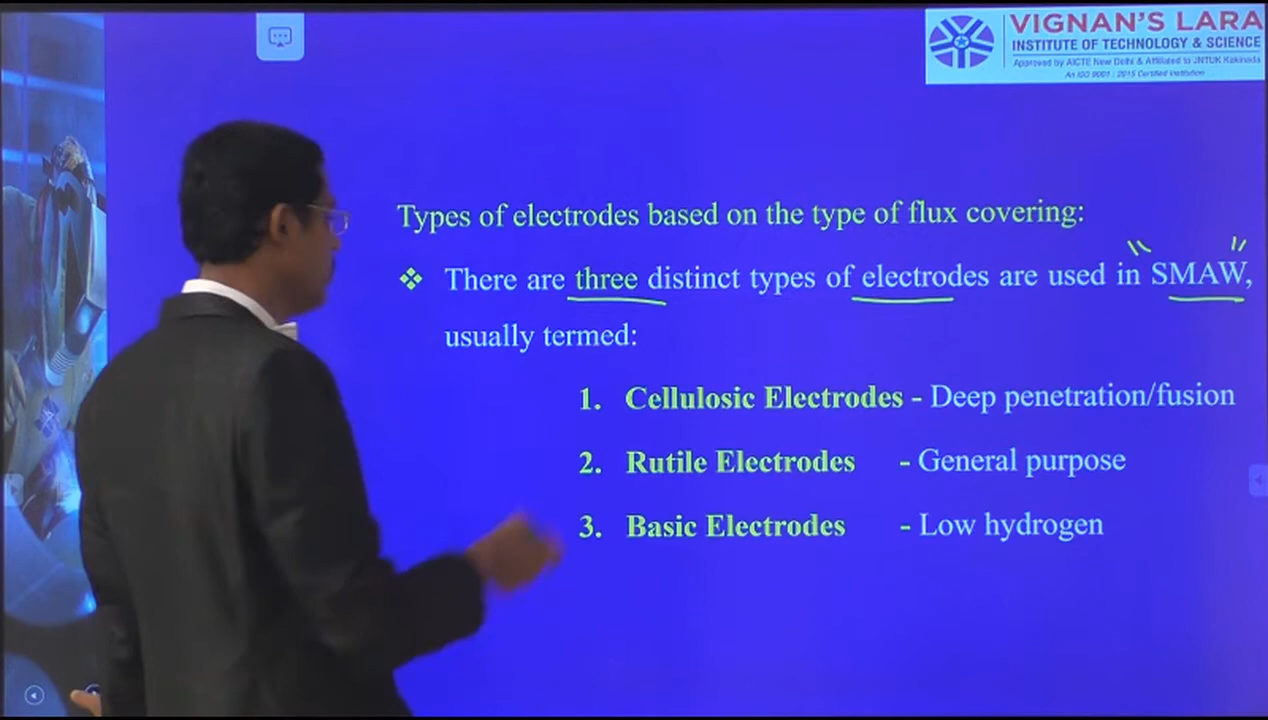 VIGNAN'S LARA
INSTITUTE OF TECHNOLOGY & SCIENCE
Approved by AICTE New Delhi & Affiliated to JNTUK Kakinada
An ISO 9001 : 2015 Certified Institution
Types of electrodes based on the type of flux covering:
❖ There are three distinct types of electrodes are used in "SMAW",
usually termed:
1. Cellulosic Electrodes - Deep penetration/fusion
2. Rutile Electrodes - General purpose
3. Basic Electrodes - Low hydrogen